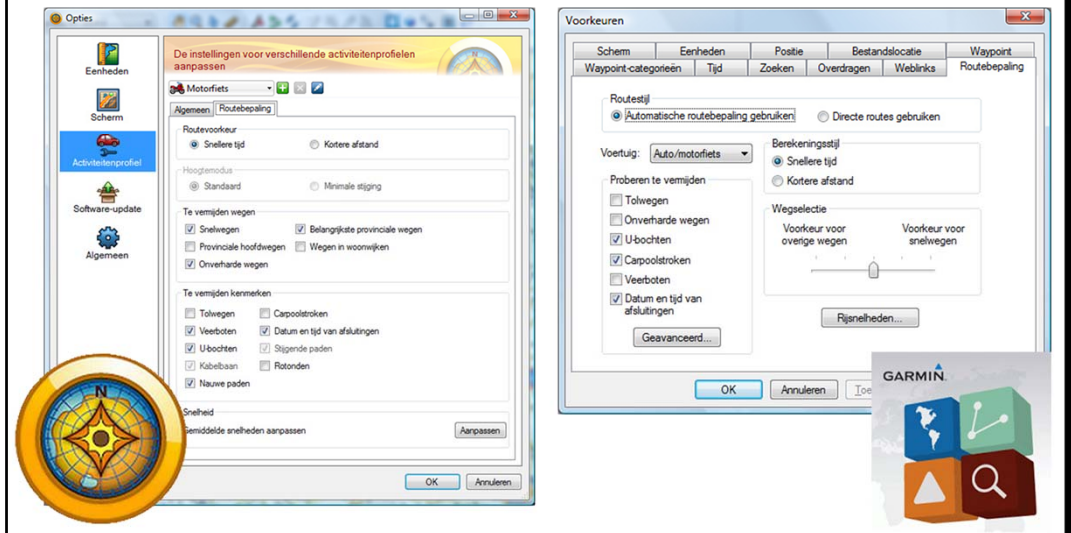 Opties
Eenheden
Scherm
Activiteitenprofiel
Software-update
Algemeen
De instellingen voor verschillende activiteitenprofielen
aanpassen
Motorfiets
Algemeen Routebepaling
Routevoorkeur
Snellere tijd Kortere afstand
Hoogtemodus
Standaard Minimale stijging
Te vermijden wegen
Snelwegen Belangrijkste provinciale wegen
Provinciale hoofdwegen Wegen in woonwijken
Onverharde wegen
Te vermijden kenmerken
Tolwegen Carpoolstroken
Veerboten Datum en tijd van afsluitingen
U-bochten Stijgende paden
Kabelbaan Rotonden
Nauwe paden
Snelheid
Gemiddelde snelheden aanpassen Aanpassen
OK Annuleren
N
Voorkeuren
Scherm Eenheden Positie Bestandslocatie Waypoint
Waypoint-categorieën Tijd Zoeken Overdragen Weblinks Routebepaling
Routestijl
Automatische routebepaling gebruiken Directe routes gebruiken
Voertuig: Auto/motorfiets
Berekeningsstijl
Snellere tijd
Kortere afstand
Proberen te vermijden
Tolwegen
Onverharde wegen
U-bochten
Carpoolstroken
Veerboten
Datum en tijd van
afsluitingen
Geavanceerd...
Wegselectie
Voorkeur voor Voorkeur voor
overige wegen snelwegen
Rijsnelheden...
OK Annuleren Toe
GARMIN